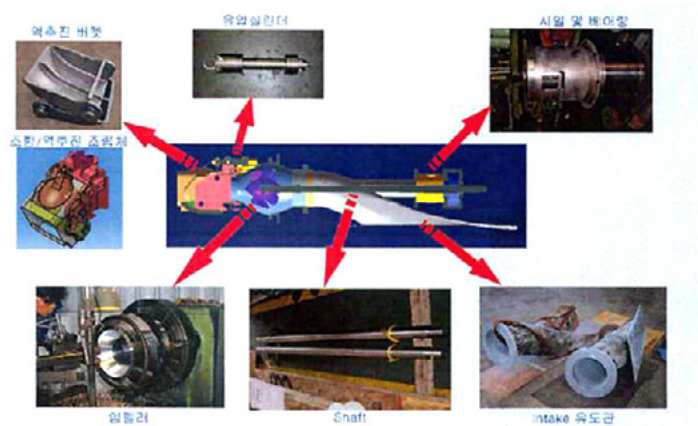 역추진 버켓
유압실린더
시일 및 베어링
조향/역추진 조립체
임펠러
Shaft
Intake 유도관